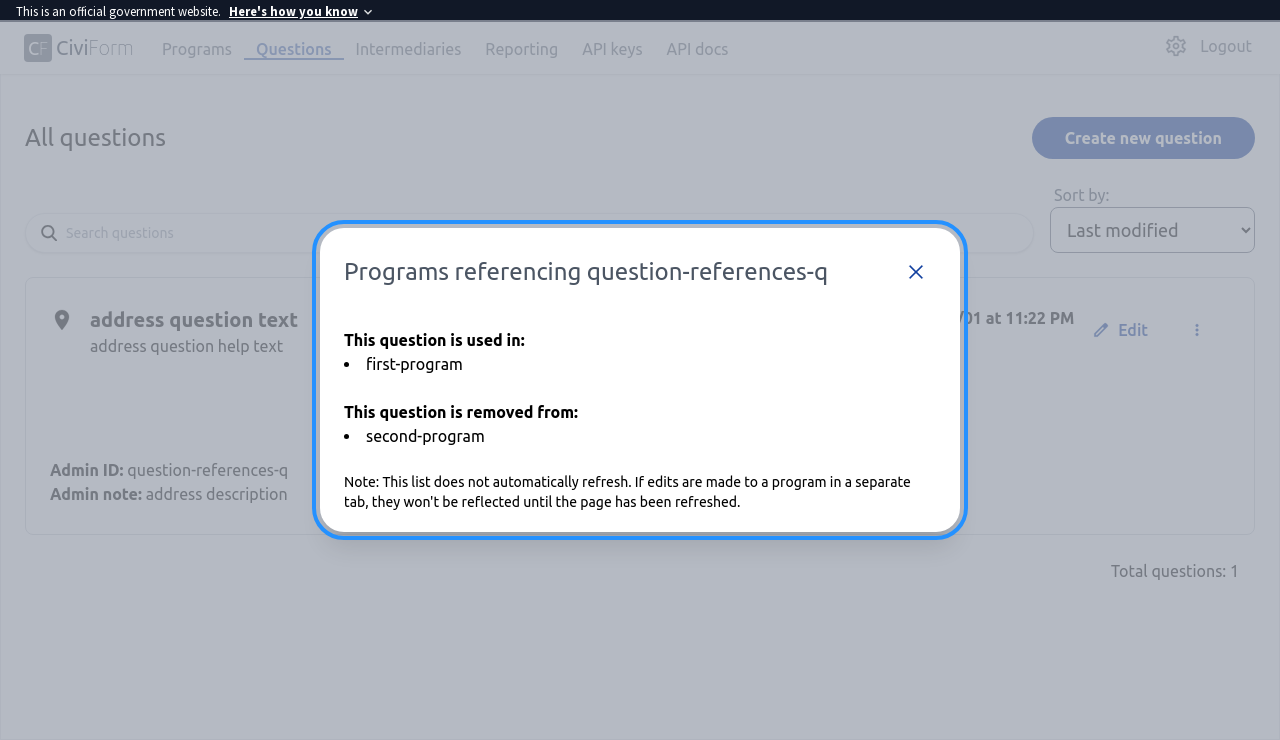 This is an official government website. Here's how you know
CF CiviForm Programs Questions Intermediaries Reporting API keys API docs Logout
All questions
Create new question
Sort by:
Search questions
Last modified
Programs referencing question-references-q
address question text
/01 at 11:22 PM
Edit
address question help text
This question is used in:
• first-program
This question is removed from:
• second-program
Admin ID: question-references-q
Admin note: address description
Note: This list does not automatically refresh. If edits are made to a program in a separate
tab, they won't be reflected until the page has been refreshed.
Total questions: 1